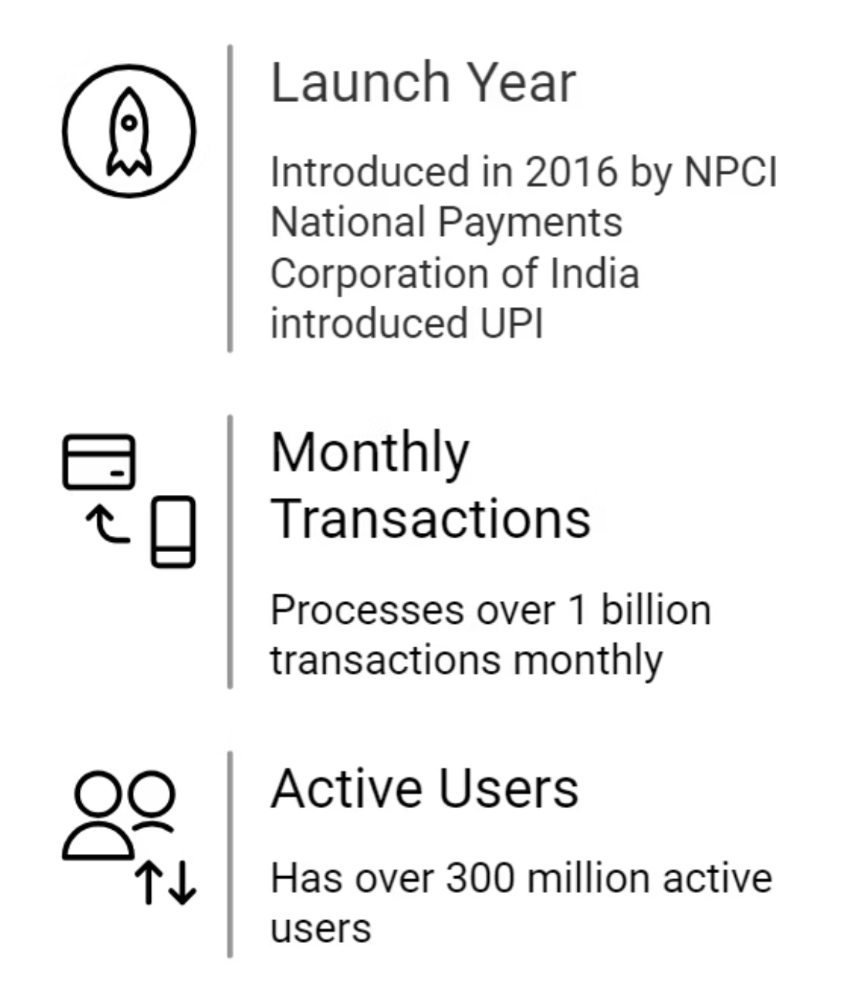 Launch Year
Introduced in 2016 by NPCI
National Payments
Corporation of India
introduced UPI
Monthly
Transactions
Processes over 1 billion
transactions monthly
Active Users
Has over 300 million active
users